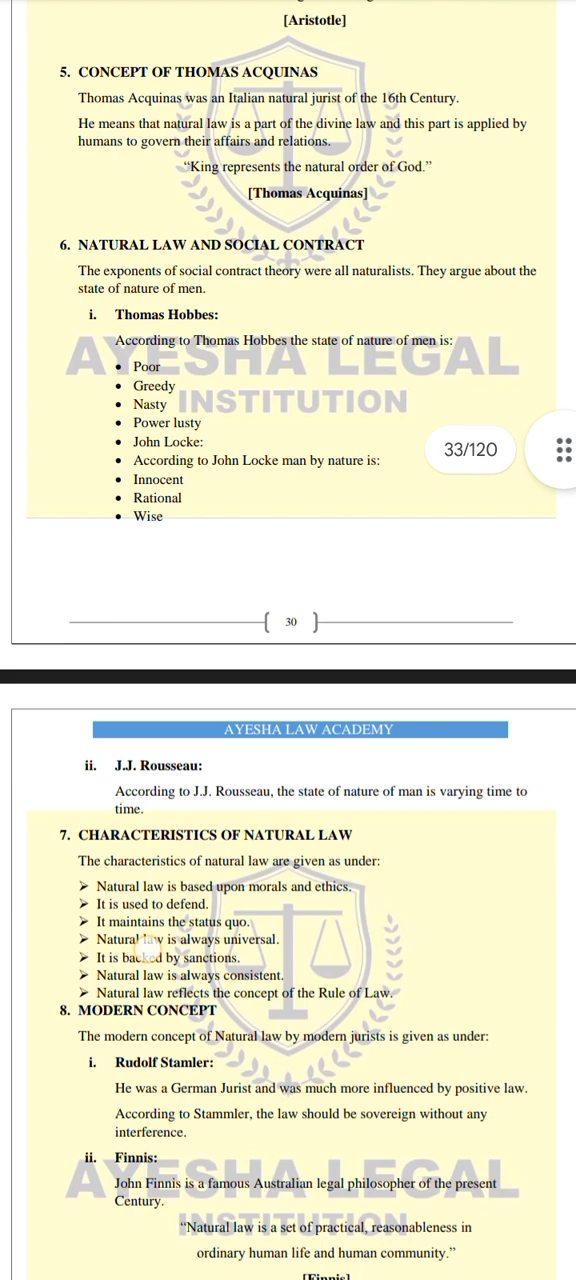 [Aristotle]
5. CONCEPT OF THOMAS ACQUINAS
Thomas Acquinas was an Italian natural jurist of the 16th Century.
He means that natural law is a part of the divine law and this part is applied by
humans to govern their affairs and relations.
“King represents the natural order of God.”
[Thomas Acquinas]
6. NATURAL LAW AND SOCIAL CONTRACT
The exponents of social contract theory were all naturalists. They argue about the
state of nature of men.
i. Thomas Hobbes:
According to Thomas Hobbes the state of nature of men is:
AYESHA LEGAL
INSTITUTION
• Poor
• Greedy
• Nasty
• Power lusty
• John Locke:
• According to John Locke man by nature is:
33/120
• Innocent
• Rational
• Wise
30
AYESHA LAW ACADEMY
ii. J.J. Rousseau:
According to J.J. Rousseau, the state of nature of man is varying time to
time.
7. CHARACTERISTICS OF NATURAL LAW
The characteristics of natural law are given as under:
➢ Natural law is based upon morals and ethics.
➢ It is used to defend.
➢ It maintains the status quo.
➢ Natural law is always universal.
➢ It is backed by sanctions.
➢ Natural law is always consistent.
➢ Natural law reflects the concept of the Rule of Law.
8. MODERN CONCEPT
The modern concept of Natural law by modern jurists is given as under:
i. Rudolf Stamler:
He was a German Jurist and was much more influenced by positive law.
According to Stammler, the law should be sovereign without any
interference.
ii. Finnis:
AYESHA LEGAL
INSTITUTION
John Finnis is a famous Australian legal philosopher of the present
Century.
“Natural law is a set of practical, reasonableness in
ordinary human life and human community.”
[Finnis]